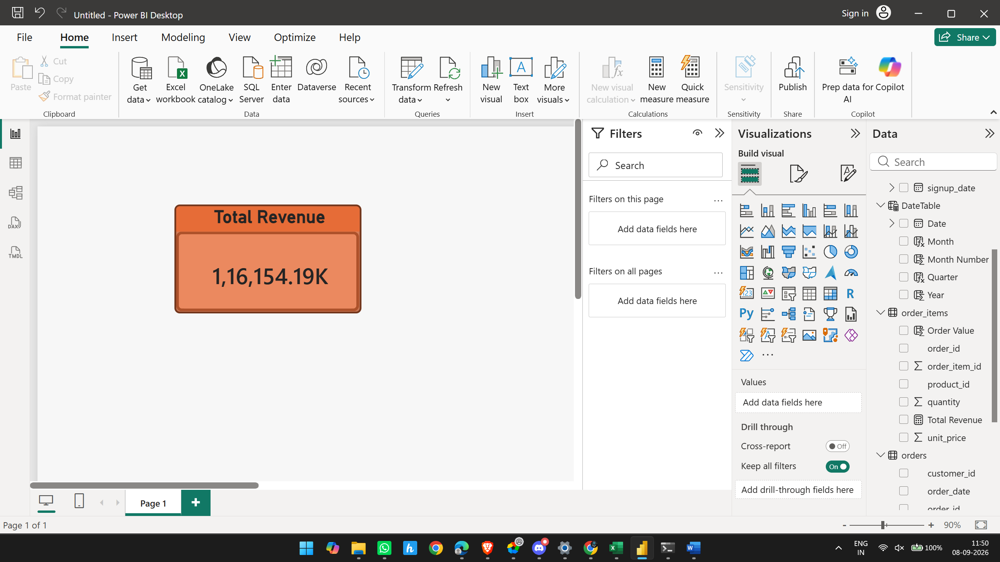 Untitled - Power BI Desktop
Sign in
File
Home
Insert
Modeling
View
Optimize
Help
Share
Paste
Cut
Copy
Format painter
Clipboard
Get data
Excel workbook
OneLake catalog
SQL Server
Enter data
Dataverse
Recent sources
Data
Transform data
Refresh
Queries
New visual
Text box
More visuals
Insert
New visual calculation
New measure
Quick measure
Calculations
Sensitivity
Sensitivity
Publish
Share
Prep data for AI
Copilot
Copilot
DAX
TMDL
Total Revenue
1,16,154.19K
Filters
Search
Filters on this page
...
Add data fields here
Filters on all pages
...
Add data fields here
Visualizations
Build visual
123
R
Py
...
Values
Add data fields here
Drill through
Cross-report
Off
Keep all filters
On
Add drill-through fields here
Data
Search
signup_date
DateTable
Date
Month
Month Number
Quarter
Year
order_items
Order Value
order_id
order_item_id
product_id
quantity
Total Revenue
unit_price
orders
customer_id
order_date
order_id
Page 1
+
Page 1 of 1
-
+
90%
ENG
IN
100%
11:50
08-09-2026